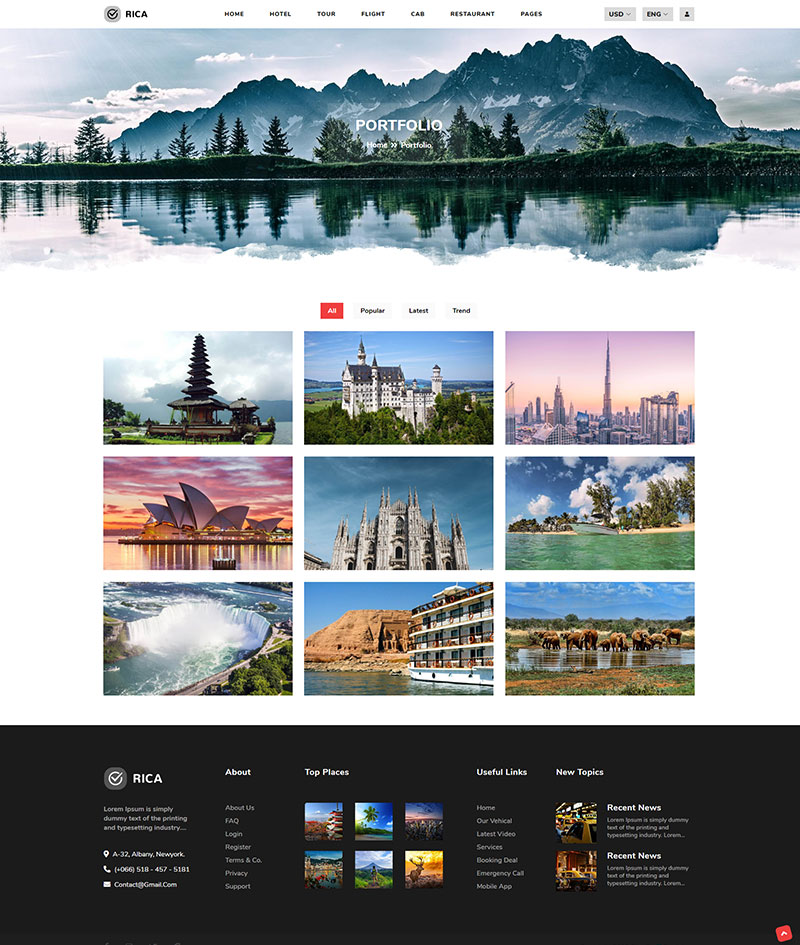 RICA
HOME HOTEL TOUR FLIGHT CAB RESTAURANT PAGES
USD ENG
PORTFOLIO
Home » Portfolio
All Popular Latest Trend
RICA
Lorem Ipsum is simply
dummy text of the printing
and typesetting industry....
A-32, Albany, Newyork.
(+066) 518 - 457 - 5181
Contact@Gmail.Com
About
About Us
FAQ
Login
Register
Terms & Co.
Privacy
Support
Top Places
Useful Links
Home
Our Vehical
Latest Video
Services
Booking Deal
Emergency Call
Mobile App
New Topics
Recent News
Lorem Ipsum is simply dummy
text of the printing and
typesetting industry. Lorem...
Recent News
Lorem Ipsum is simply dummy
text of the printing and
typesetting industry. Lorem...